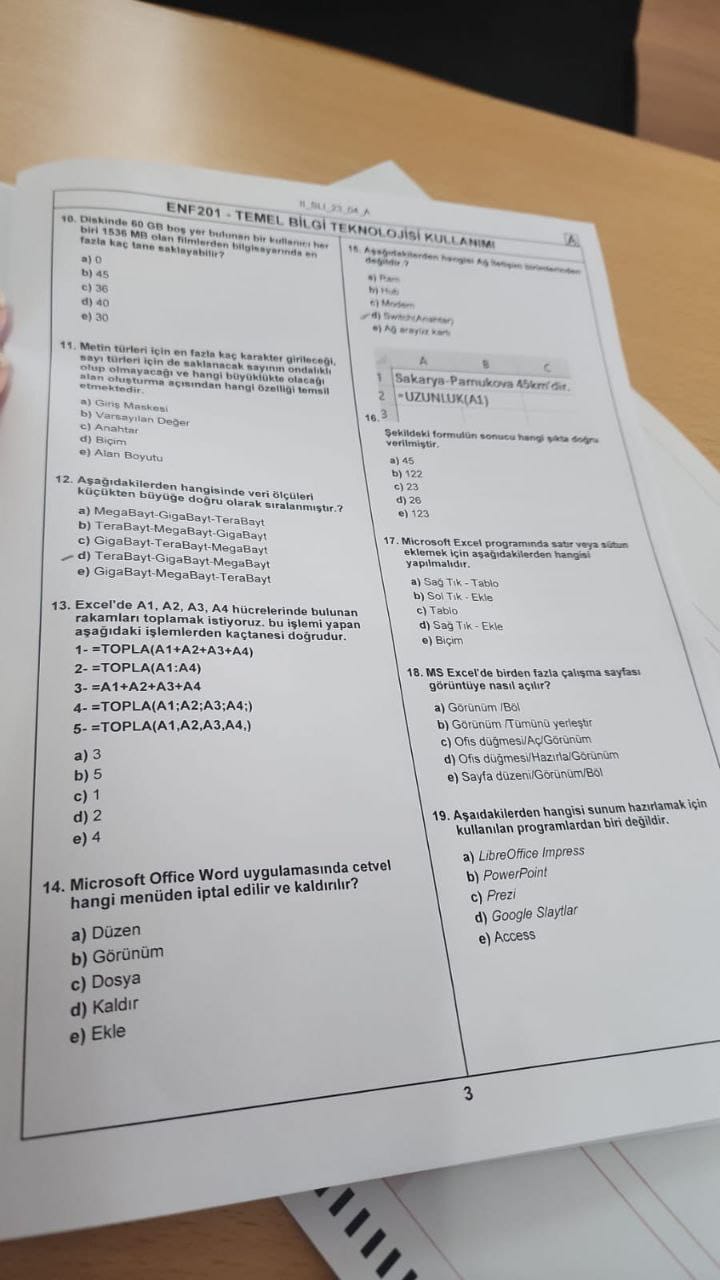 ENF201 - TEMEL BİLGİ TEKNOLOJİSİ KULLANIMI
A
10. Diskinde 60 GB boş yer bulunan bir kullanıcı her
biri 1536 MB olan filmlerden bilgisayarında en
fazla kaç tane saklayabilir?
a) 0
b) 45
c) 36
d) 40
e) 30
11. Metin türleri için en fazla kaç karakter girileceği,
sayı türleri için de saklanacak sayının ondalıklı
olup olmayacağı ve hangi büyüklükte olacağı
alan oluşturma açısından hangi özelliği temsil
etmektedir.
a) Giriş Maskesi
b) Varsayılan Değer
c) Anahtar
d) Biçim
e) Alan Boyutu
12. Aşağıdakilerden hangisinde veri ölçüleri
küçükten büyüğe doğru olarak sıralanmıştır.?
a) MegaBayt-GigaBayt-TeraBayt
b) TeraBayt-MegaBayt-GigaBayt
c) GigaBayt-TeraBayt-MegaBayt
d) TeraBayt-GigaBayt-MegaBayt
e) GigaBayt-MegaBayt-TeraBayt
13. Excel'de A1, A2, A3, A4 hücrelerinde bulunan
rakamları toplamak istiyoruz. bu işlemi yapan
aşağıdaki işlemlerden kaçtanesi doğrudur.
1- =TOPLA(A1+A2+A3+A4)
2- =TOPLA(A1:A4)
3- =A1+A2+A3+A4
4- =TOPLA(A1;A2;A3;A4;)
5- =TOPLA(A1,A2,A3,A4,)
a) 3
b) 5
c) 1
d) 2
e) 4
14. Microsoft Office Word uygulamasında cetvel
hangi menüden iptal edilir ve kaldırılır?
a) Düzen
b) Görünüm
c) Dosya
d) Kaldır
e) Ekle
15. Aşağıdakilerden hangisi Ağ İletişim birimlerinden
değildir.?
a) Ram
b) Hub
c) Modem
d) Switch(Anahtar)
e) Ağ arayüz kartı
A B C
1 Sakarya-Pamukova 45km'dir.
2 =UZUNLUK(A1)
3
16.
Şekildeki formulün sonucu hangi şıkta doğru
verilmiştir.
a) 45
b) 122
c) 23
d) 26
e) 123
17. Microsoft Excel programında satır veya sütun
eklemek için aşağıdakilerden hangisi
yapılmalıdır.
a) Sağ Tık - Tablo
b) Sol Tık - Ekle
c) Tablo
d) Sağ Tık - Ekle
e) Biçim
18. MS Excel'de birden fazla çalışma sayfası
görüntüye nasıl açılır?
a) Görünüm /Böl
b) Görünüm /Tümünü yerleştir
c) Ofis düğmesi/Aç/Görünüm
d) Ofis düğmesi/Hazırla/Görünüm
e) Sayfa düzeni/Görünüm/Böl
19. Aşaıdakilerden hangisi sunum hazırlamak için
kullanılan programlardan biri değildir.
a) LibreOffice Impress
b) PowerPoint
c) Prezi
d) Google Slaytlar
e) Access
3